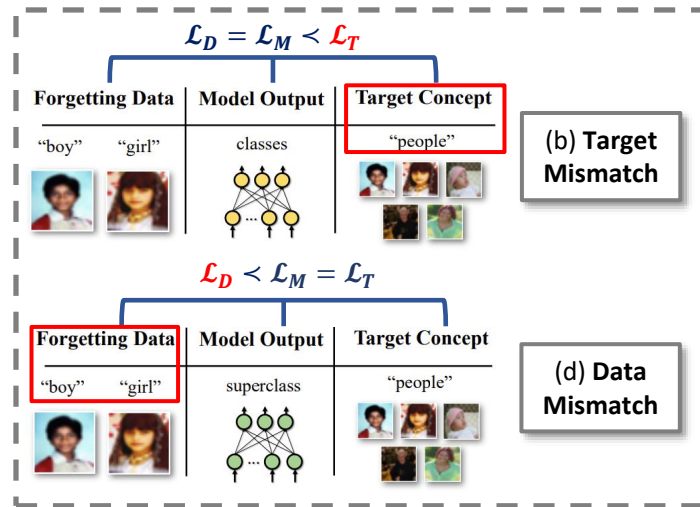 𝓛_D = 𝓛_M ≺ 𝓛_T
Forgetting Data Model Output Target Concept
“boy” “girl” classes “people”
...
(b) Target
Mismatch
𝓛_D ≺ 𝓛_M = 𝓛_T
Forgetting Data Model Output Target Concept
“boy” “girl” superclass “people”
...
(d) Data
Mismatch